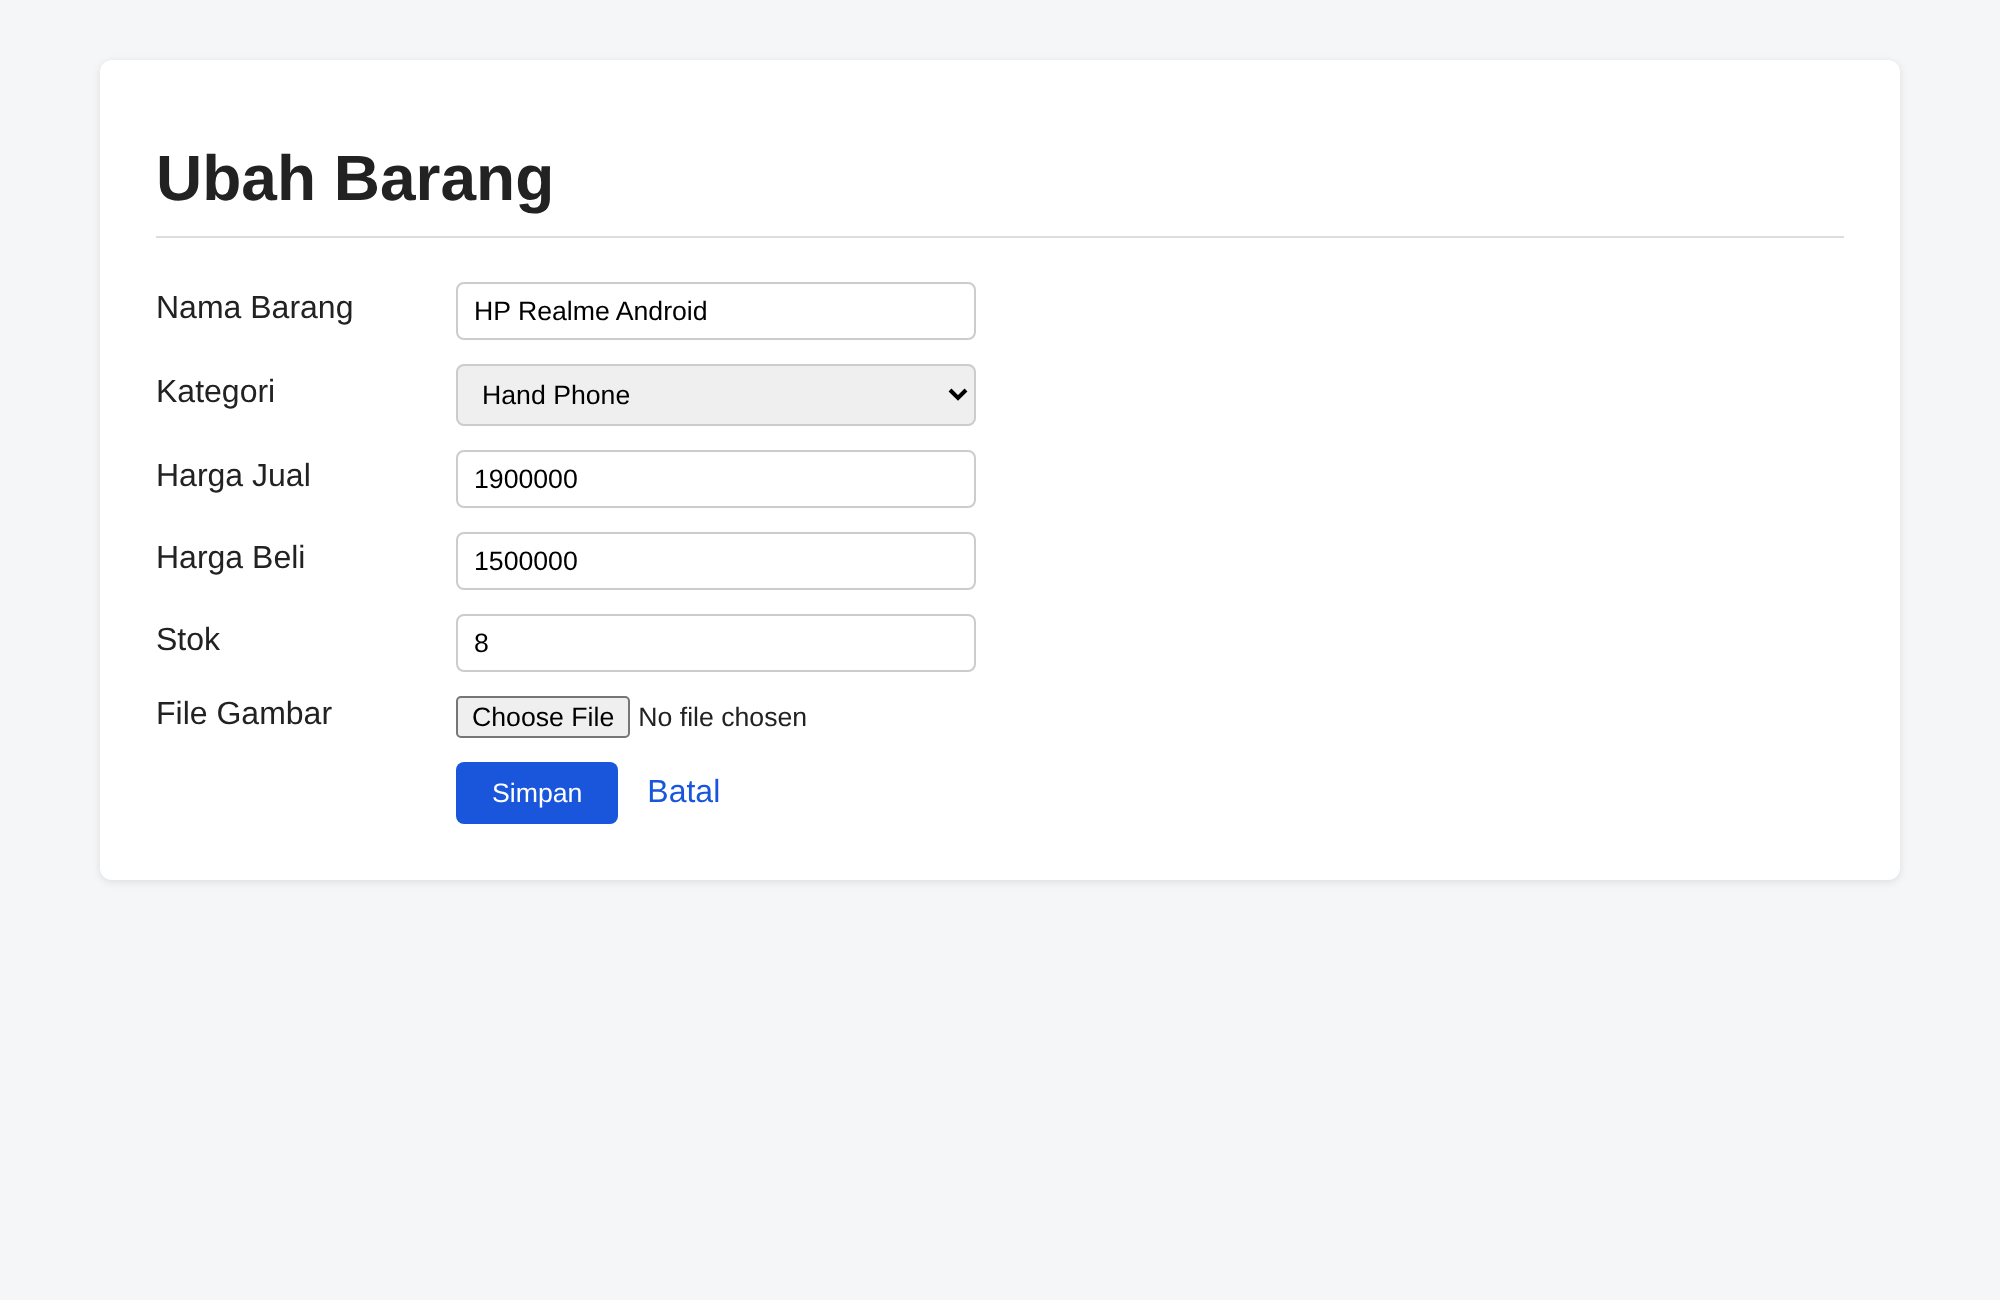 Ubah Barang
Nama Barang HP Realme Android
Kategori Hand Phone
Harga Jual 1900000
Harga Beli 1500000
Stok 8
File Gambar Choose File No file chosen
Simpan Batal